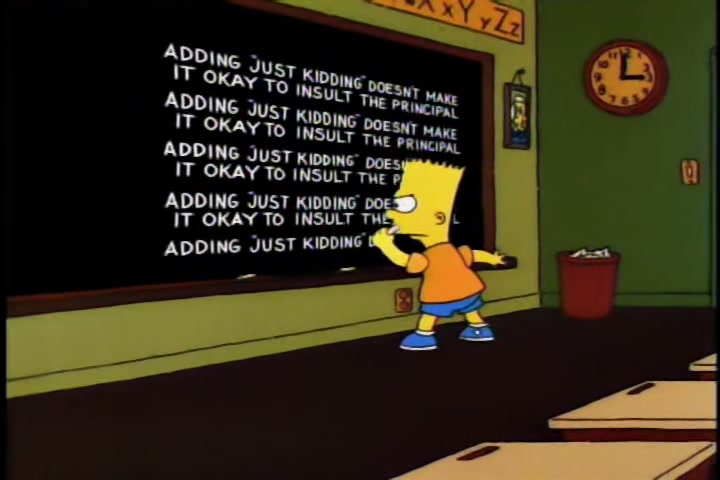 XxYyZz
ADDING "JUST KIDDING" DOESN'T MAKE
IT OKAY TO INSULT THE PRINCIPAL
ADDING "JUST KIDDING" DOESN'T MAKE
IT OKAY TO INSULT THE PRINCIPAL
ADDING "JUST KIDDING"
IT OKAY TO INSULT THE
ADDING "JUST KIDDING"
IT OKAY TO INSULT THE
ADDING "JUST KIDDING"